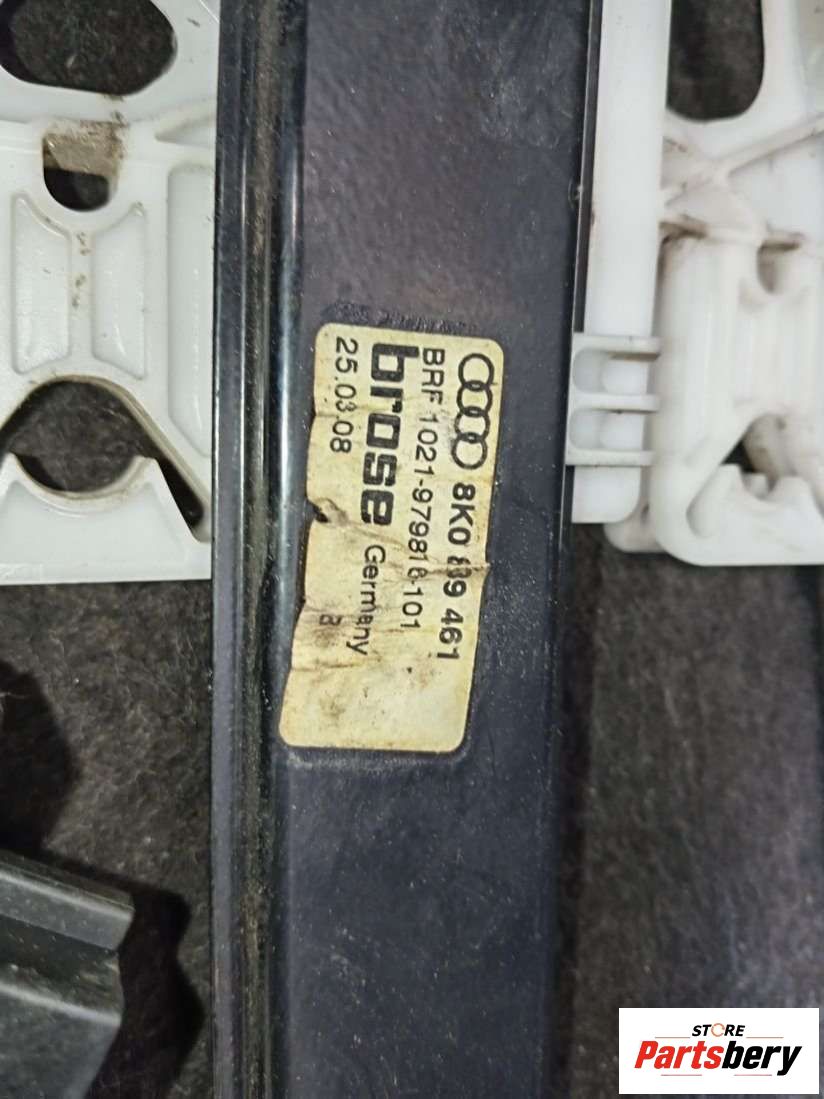 8K0 839 461
BRF 1021-979816-101
brose Germany
25.03.08 B
STORE
Partsbery